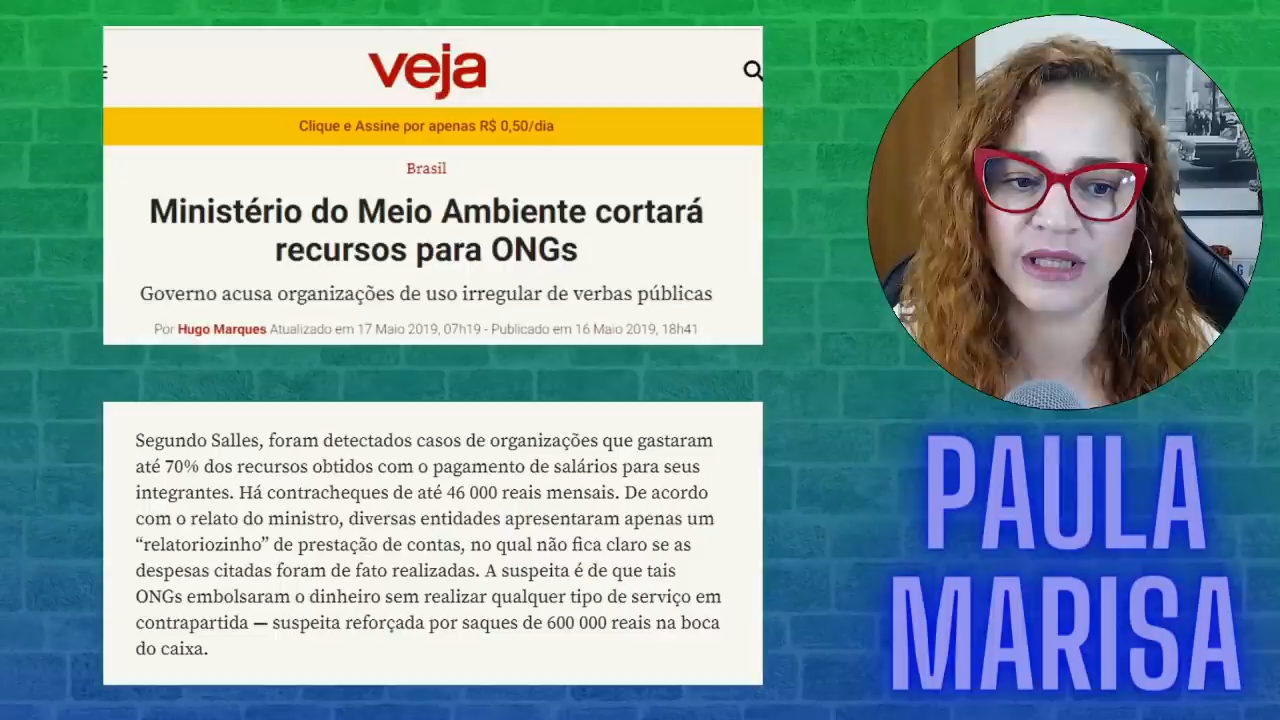 veja
Clique e Assine por apenas R$ 0,50/dia
Brasil
Ministério do Meio Ambiente cortará
recursos para ONGs
Governo acusa organizações de uso irregular de verbas públicas
Por Hugo Marques Atualizado em 17 Maio 2019, 07h19 - Publicado em 16 Maio 2019, 18h41
Segundo Salles, foram detectados casos de organizações que gastaram
até 70% dos recursos obtidos com o pagamento de salários para seus
integrantes. Há contracheques de até 46 000 reais mensais. De acordo
com o relato do ministro, diversas entidades apresentaram apenas um
“relatoriozinho” de prestação de contas, no qual não fica claro se as
despesas citadas foram de fato realizadas. A suspeita é de que tais
ONGs embolsaram o dinheiro sem realizar qualquer tipo de serviço em
contrapartida — suspeita reforçada por saques de 600 000 reais na boca
do caixa.
PAULA
MARISA